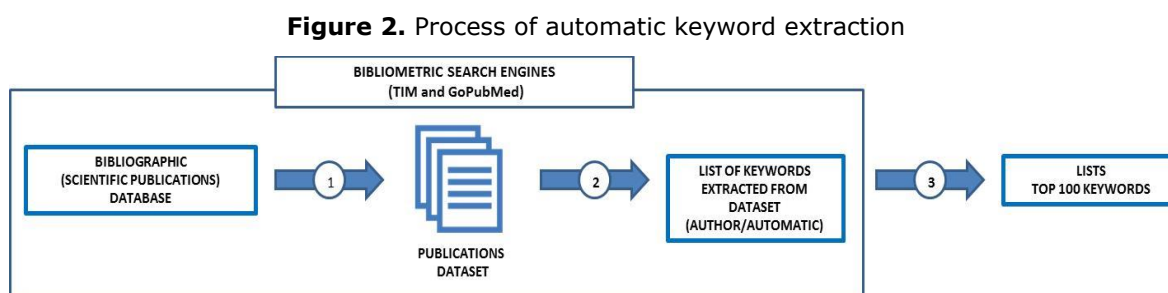 Figure 2. Process of automatic keyword extraction
BIBLIOMETRIC SEARCH ENGINES
(TIM and GoPubMed)
BIBLIOGRAPHIC
(SCIENTIFIC PUBLICATIONS)
DATABASE
1
PUBLICATIONS
DATASET
2
LIST OF KEYWORDS
EXTRACTED FROM
DATASET
(AUTHOR/AUTOMATIC)
3
LISTS
TOP 100 KEYWORDS